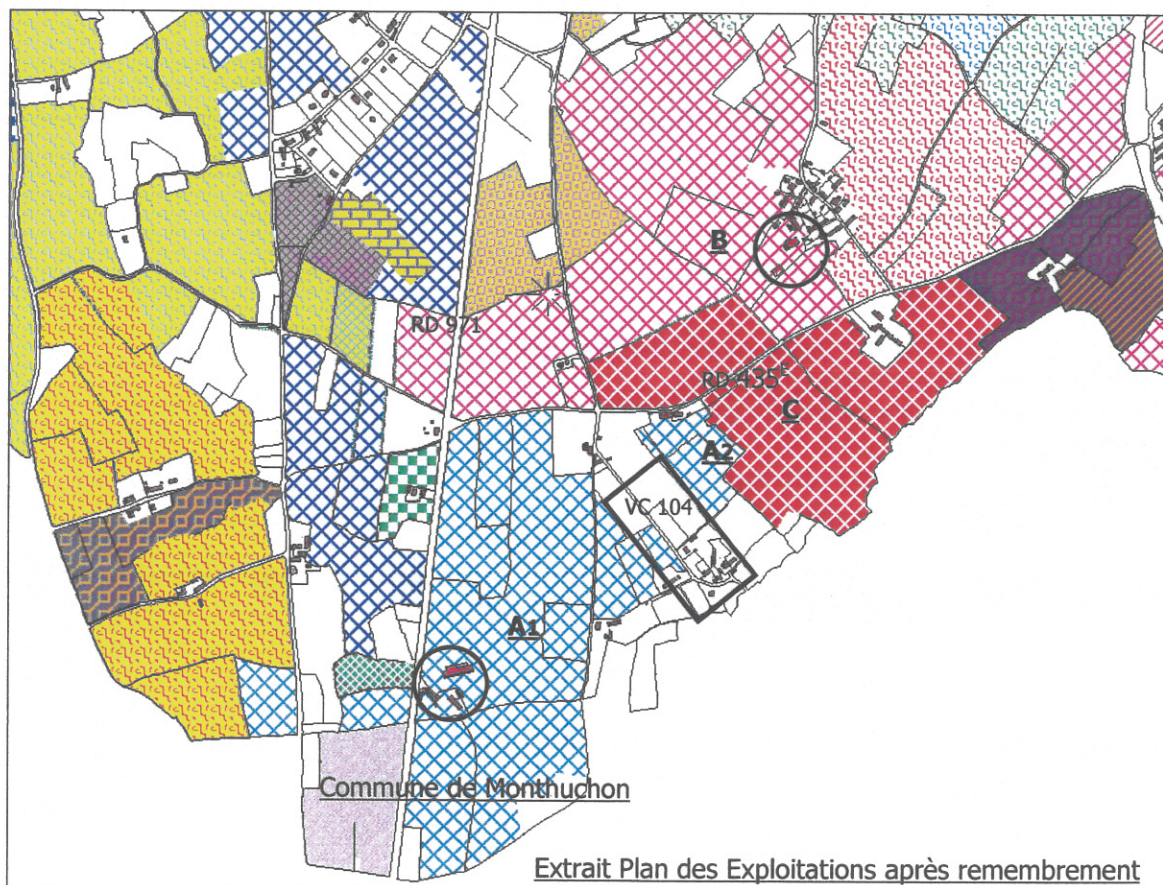 B
RD 971
RD 435E
C
A2
VC 104
A1
Commune de Monthuchon
Extrait Plan des Exploitations après remembrement